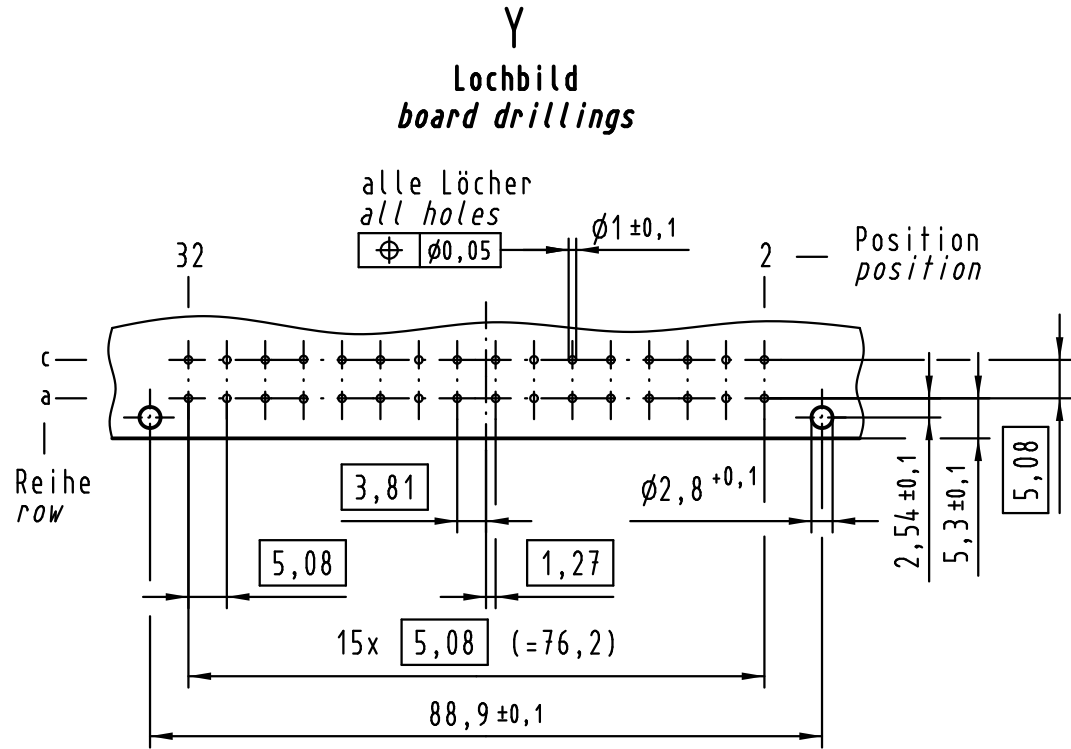 Y
Lochbild
board drillings
alle Löcher
all holes
⌖ ø0,05
ø1 ±0,1
32
2
Position
position
c
a
Reihe
row
3,81
ø2,8 +0,1
2,54 ±0,1
5,3 ±0,1
5,08
5,08
1,27
15x 5,08 (=76,2)
88,9 ±0,1